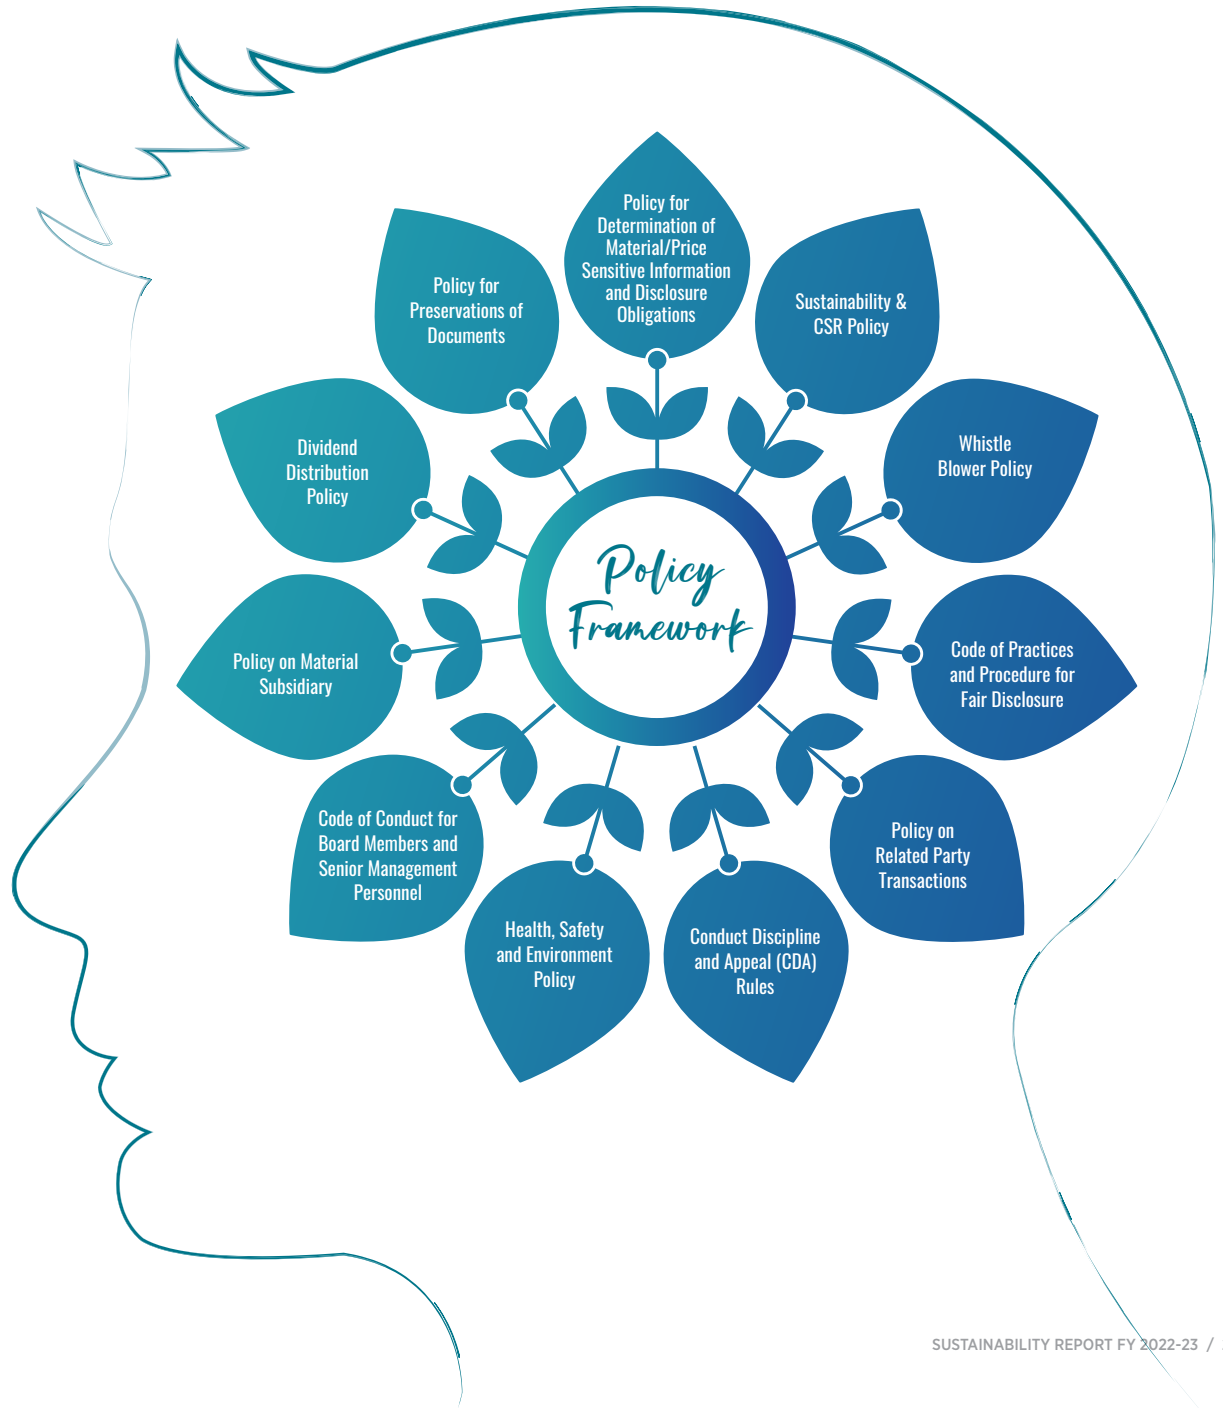 Policy for
Determination of
Material/Price
Sensitive Information
and Disclosure
Obligations
Sustainability &
CSR Policy
Whistle
Blower Policy
Code of Practices
and Procedure for
Fair Disclosure
Policy on
Related Party
Transactions
Conduct Discipline
and Appeal (CDA)
Rules
Health, Safety
and Environment
Policy
Code of Conduct for
Board Members and
Senior Management
Personnel
Policy on Material
Subsidiary
Dividend
Distribution
Policy
Policy for
Preservations of
Documents
Policy
Framework
SUSTAINABILITY REPORT FY 2022-23 /